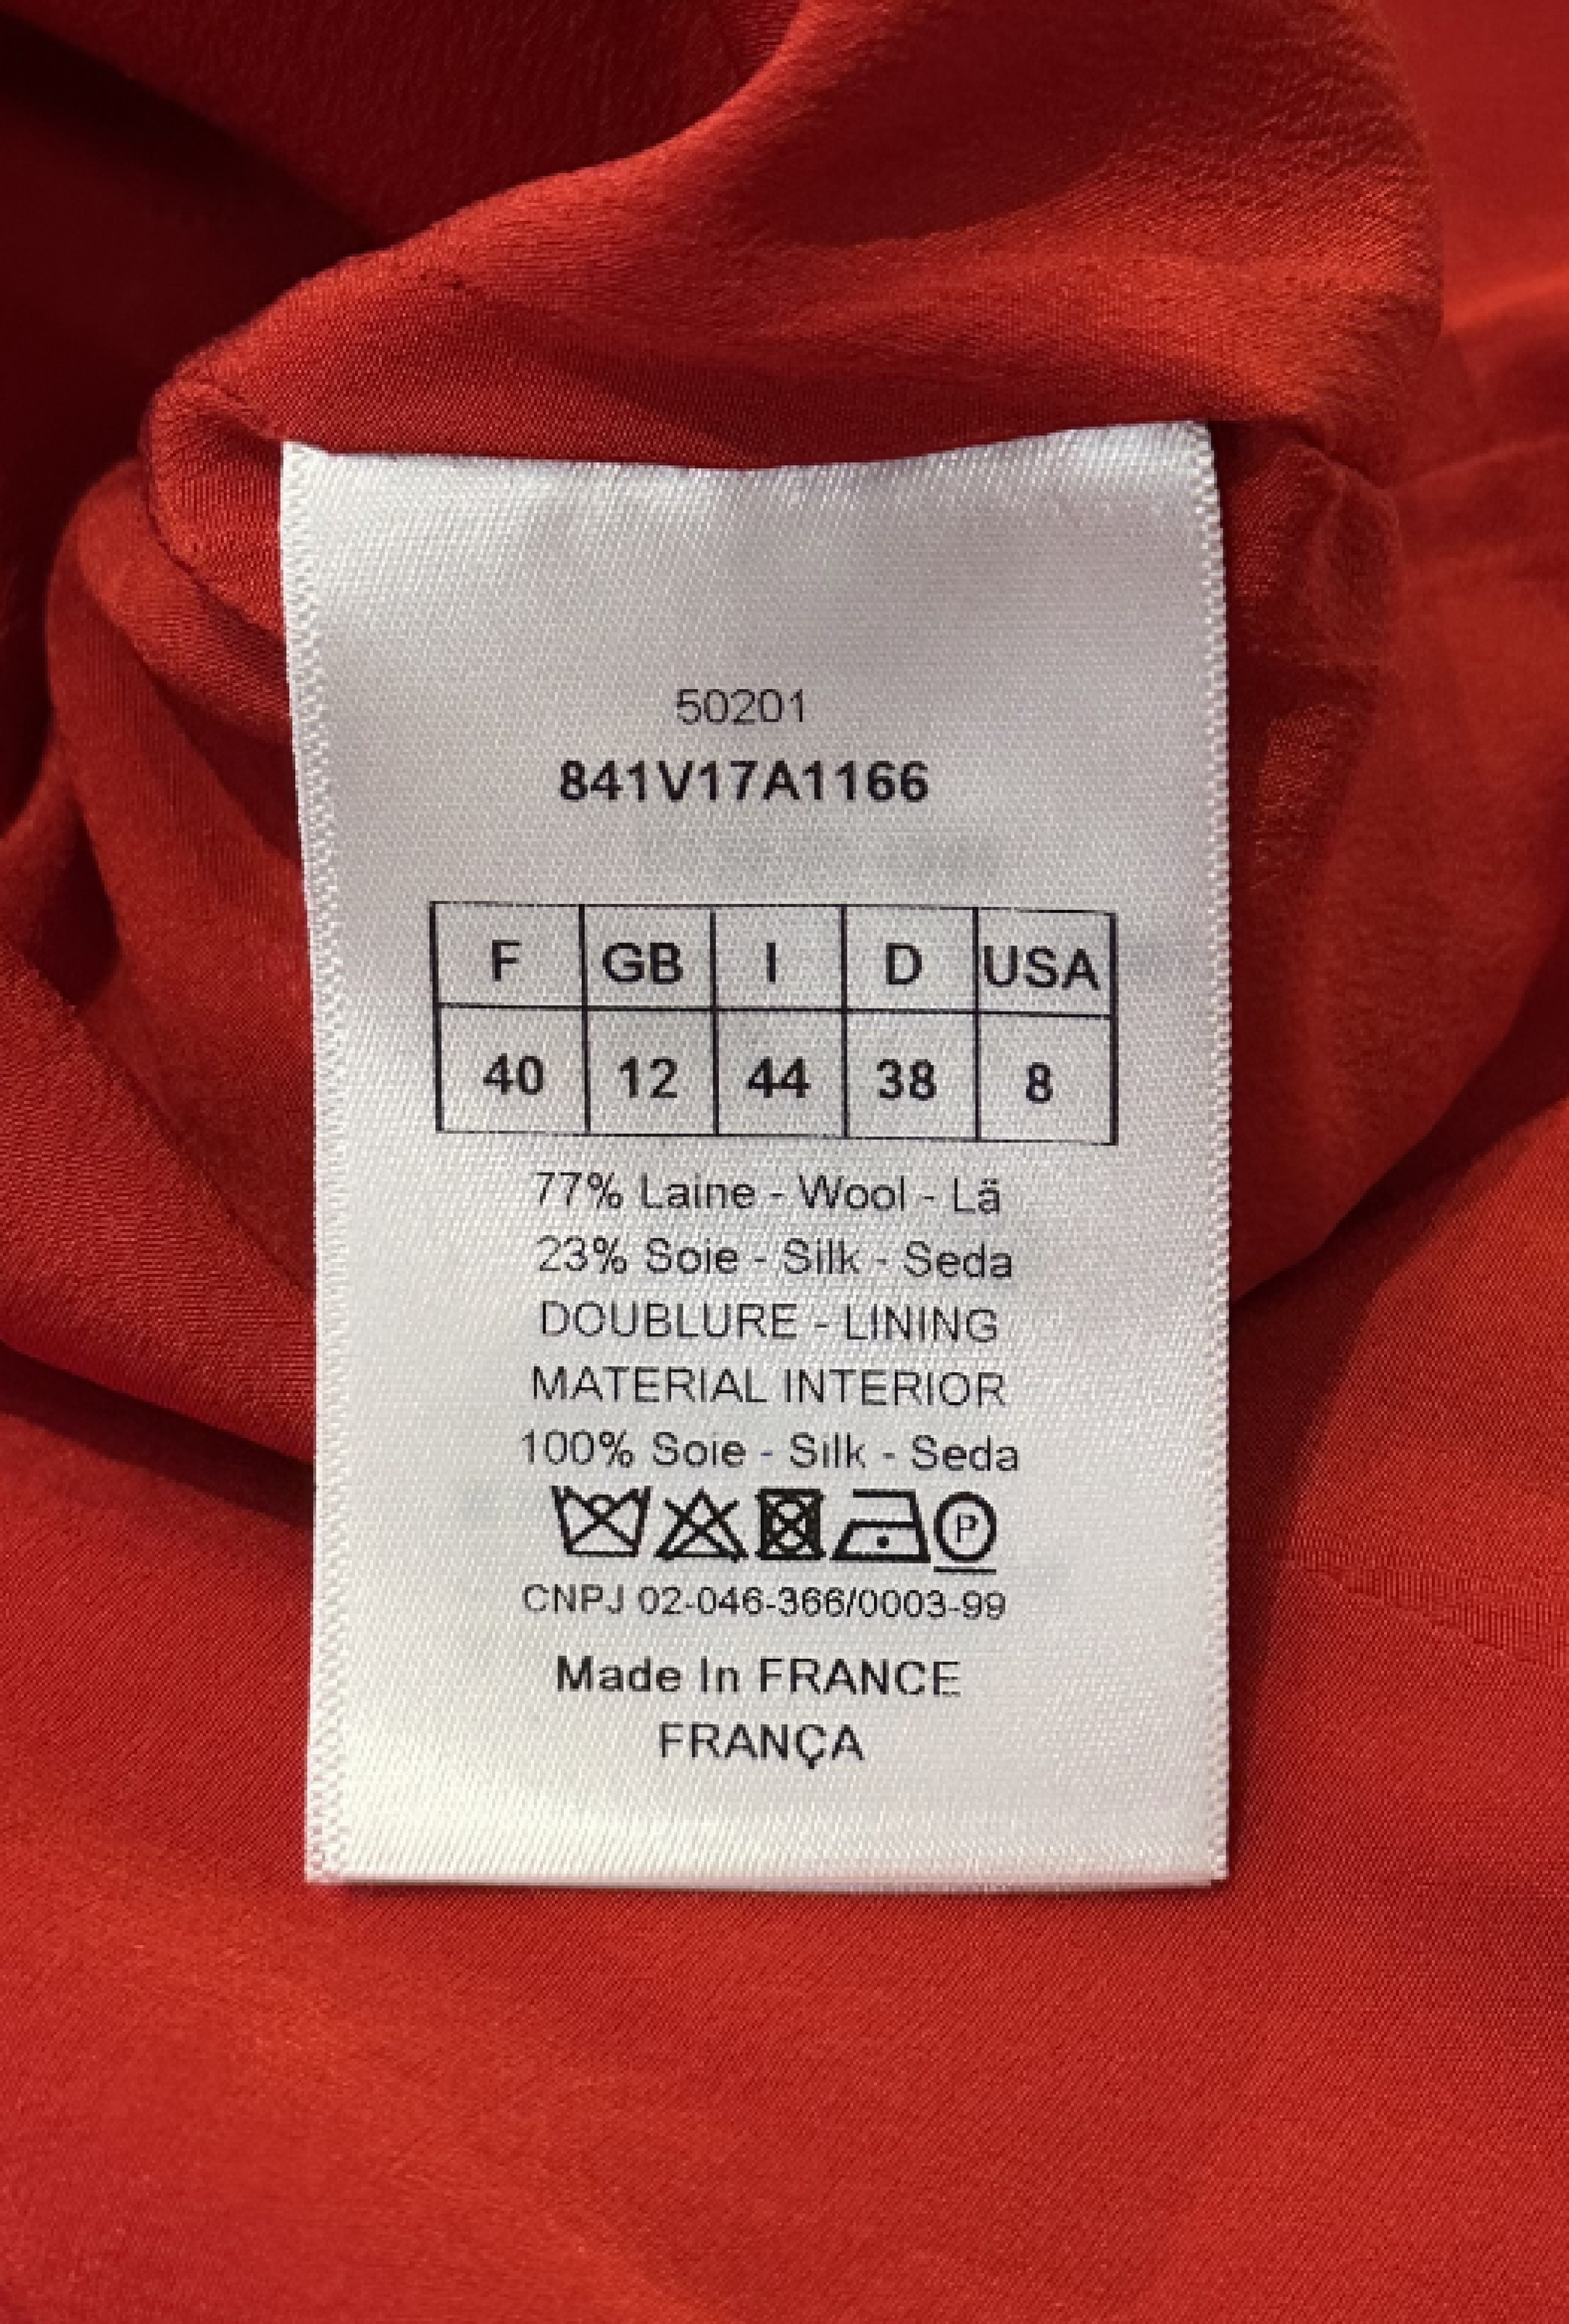 50201
841V17A1166
F GB I D USA
40 12 44 38 8
77% Laine - Wool - Lä
23% Soie - Silk - Seda
DOUBLURE - LINING
MATERIAL INTERIOR
100% Soie - Silk - Seda
P
CNPJ 02-046-366/0003-99
Made In FRANCE
FRANÇA